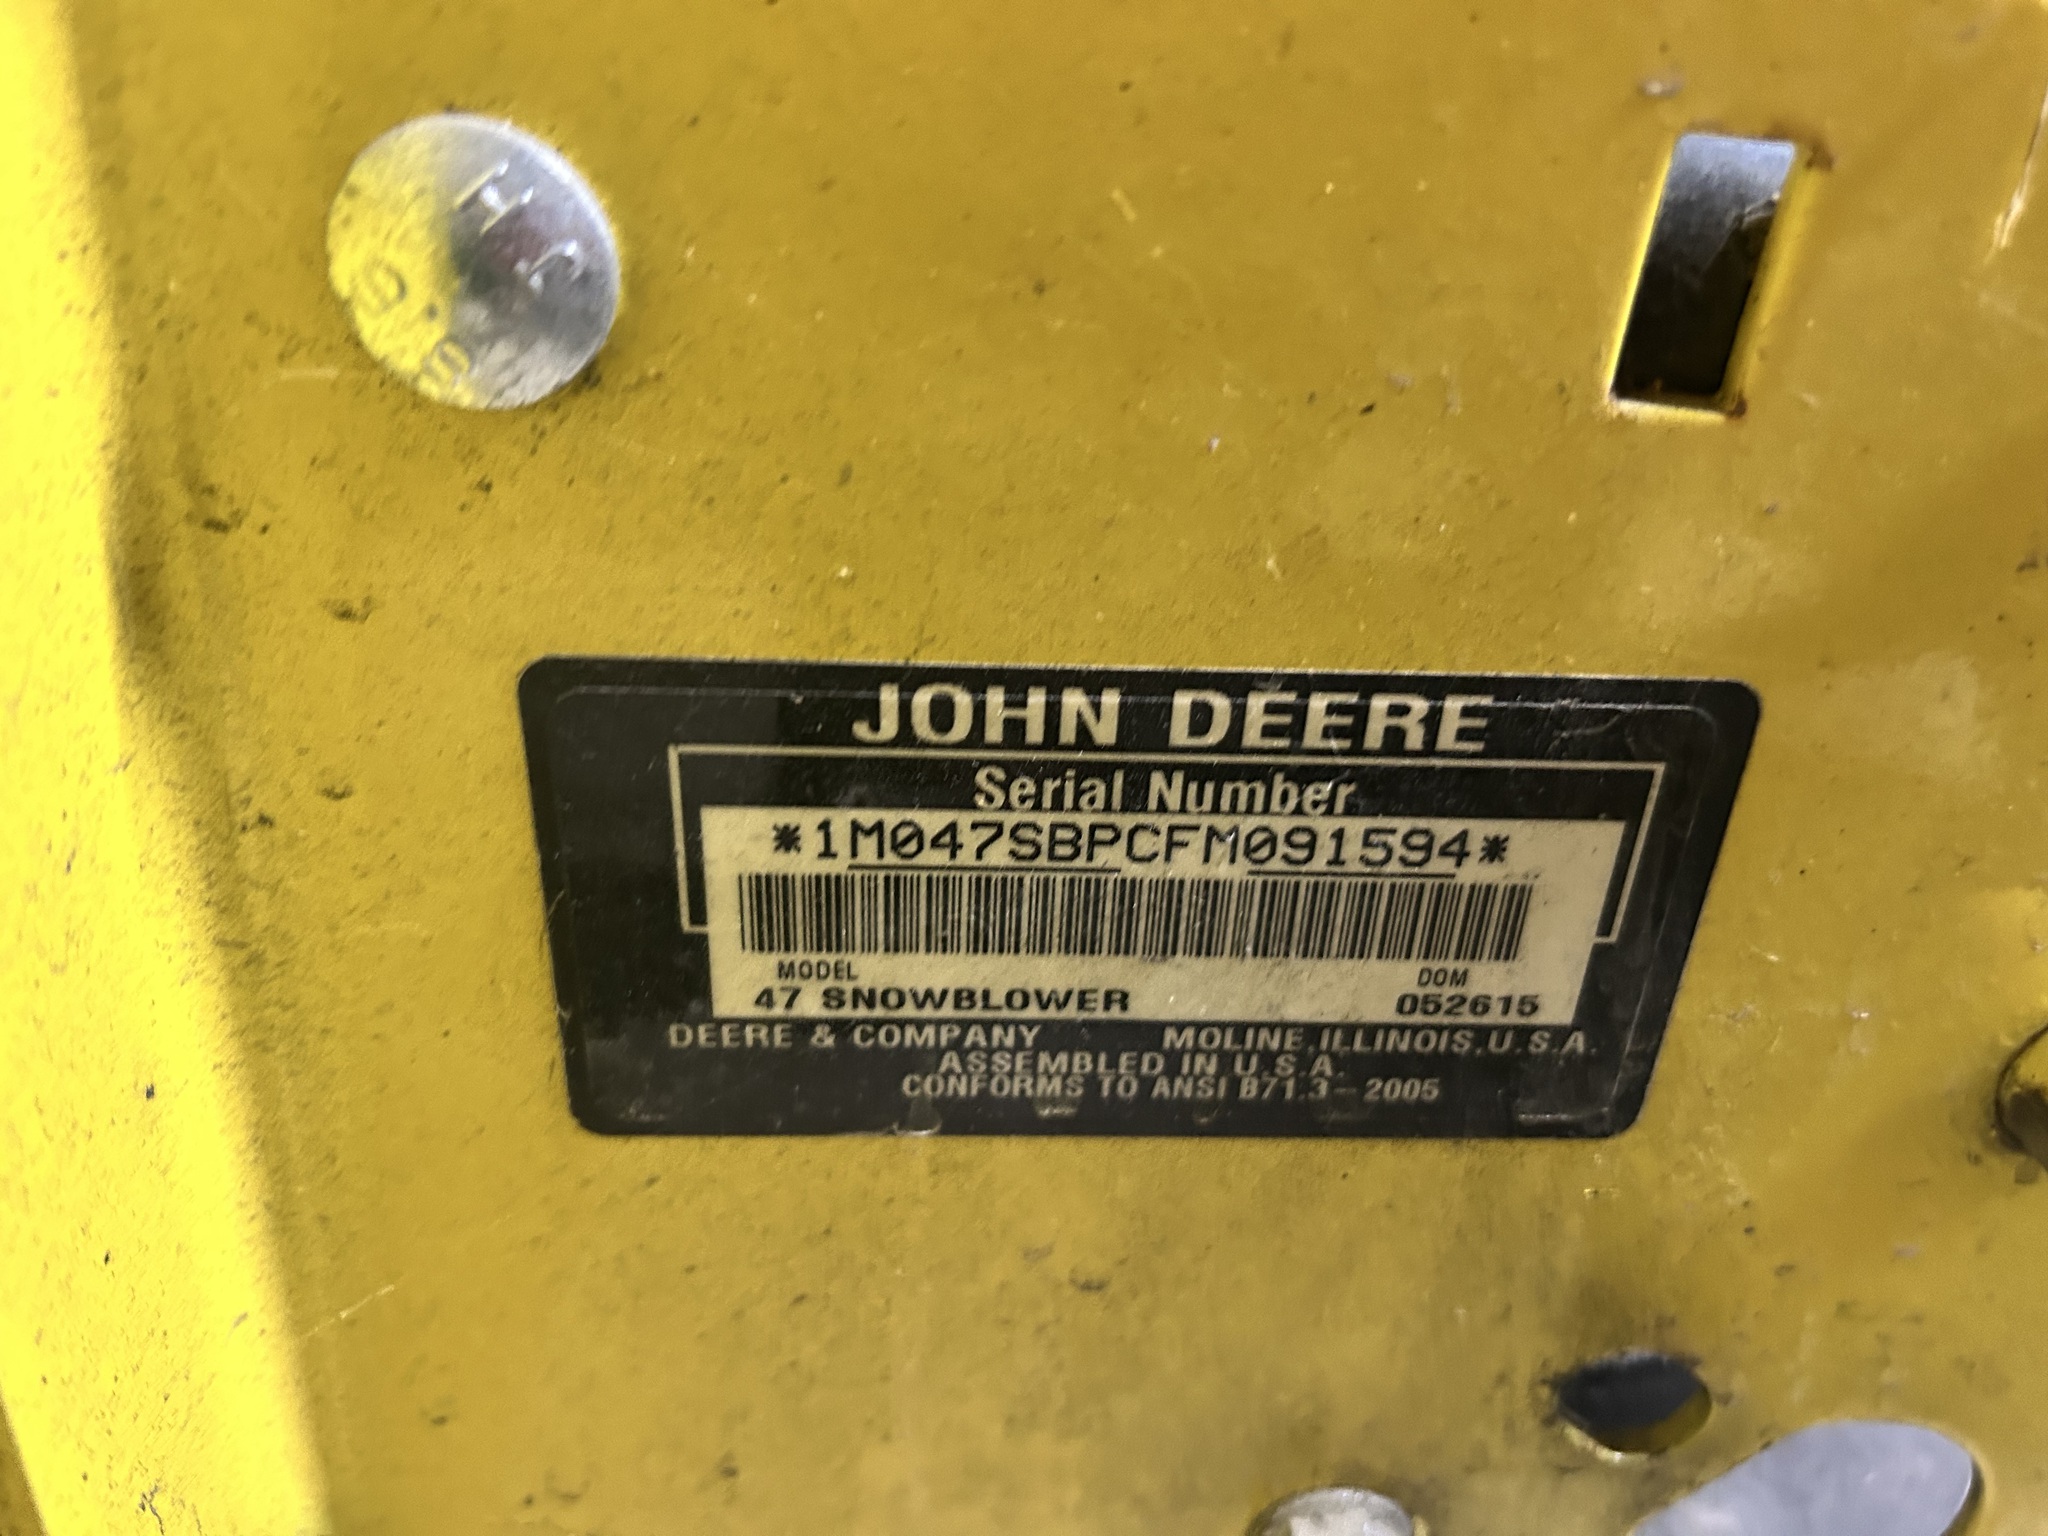 JOHN DEERE
Serial Number
*1M047SBPCFM091594*
MODEL DOM
47 SNOWBLOWER 052615
DEERE & COMPANY MOLINE, ILLINOIS, U.S.A.
ASSEMBLED IN U.S.A.
CONFORMS TO ANSI B71.3-2005